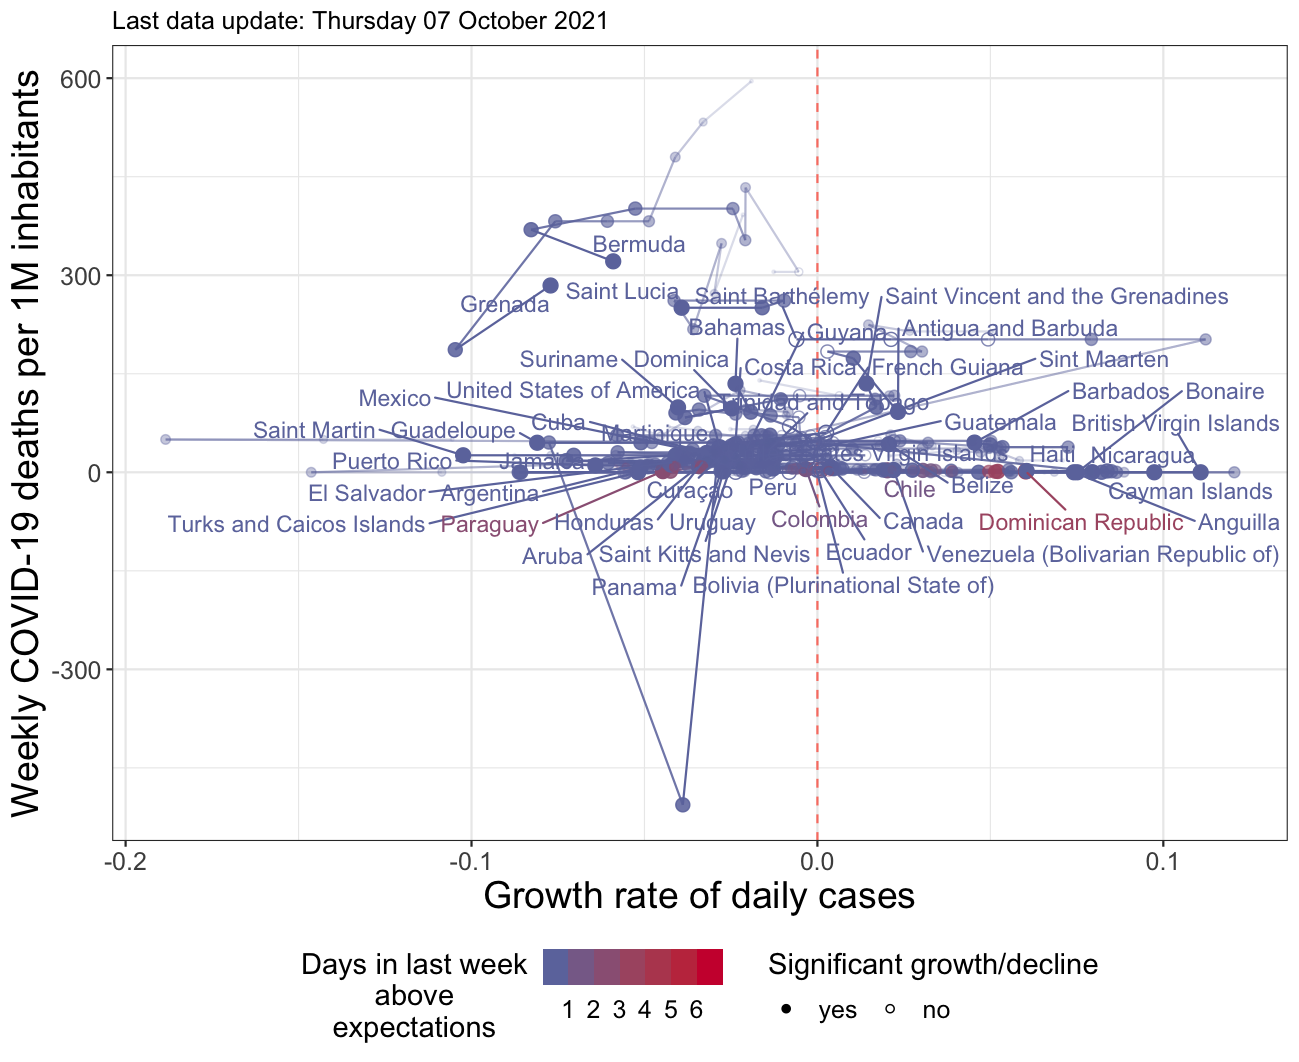 Last data update: Thursday 07 October 2021
Weekly COVID-19 deaths per 1M inhabitants
600
300
0
-300
Bermuda
Grenada
Saint Lucia
Saint Barthélemy
Saint Vincent and the Grenadines
Bahamas
Guyana
Antigua and Barbuda
Suriname
Dominica
Costa Rica
French Guiana
Sint Maarten
Mexico
United States of America
Trinidad and Tobago
Barbados
Bonaire
Saint Martin
Guadeloupe
Cuba
Martinique
Guatemala
British Virgin Islands
Puerto Rico
Jamaica
Virgin Islands
Haiti
Nicaragua
El Salvador
Argentina
Curaçao
Peru
Chile
Belize
Cayman Islands
Turks and Caicos Islands
Paraguay
Honduras
Uruguay
Colombia
Canada
Dominican Republic
Anguilla
Aruba
Saint Kitts and Nevis
Ecuador
Venezuela (Bolivarian Republic of)
Panama
Bolivia (Plurinational State of)
-0.2
-0.1
0.0
0.1
Growth rate of daily cases
Days in last week
above
expectations
1 2 3 4 5 6
Significant growth/decline
yes
no